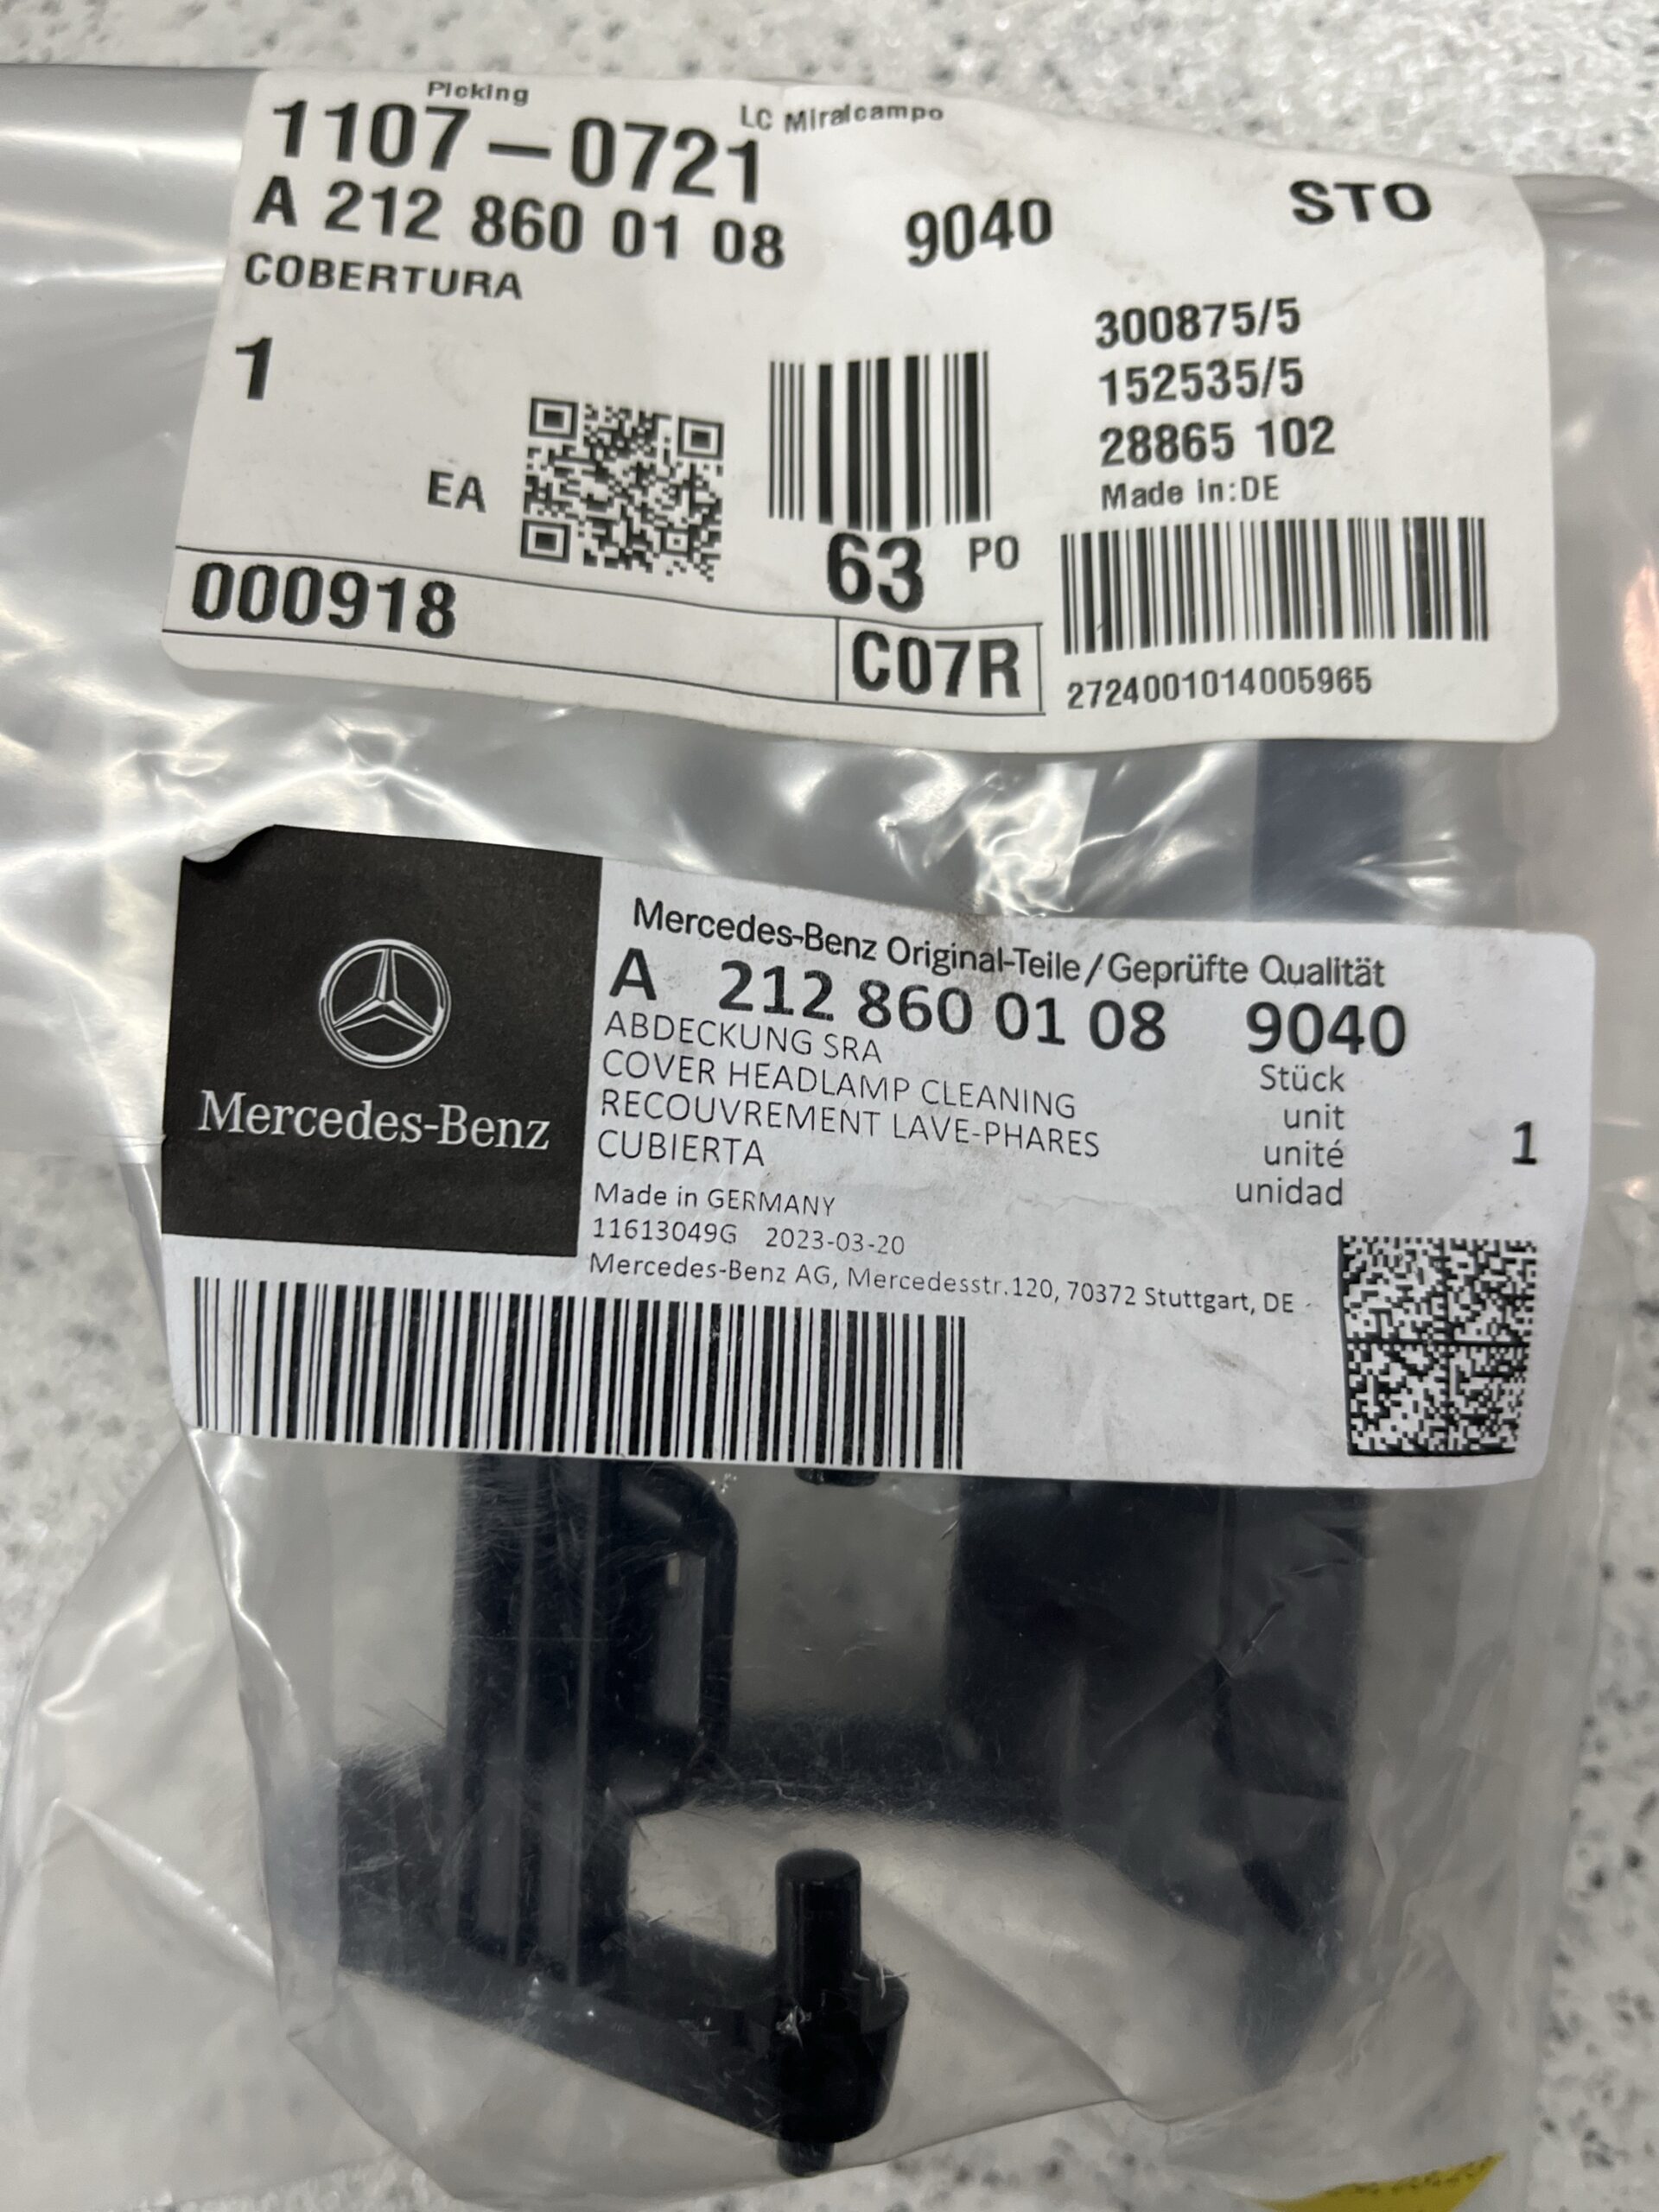 Picking
LC Miralcampo
1107-0721
STO
A 212 860 01 08 9040
COBERTURA
300875/5
1
152535/5
28865 102
EA
Made in:DE
63 PO
000918
C07R
2724001014005965
Mercedes-Benz
Mercedes-Benz Original-Teile/Geprüfte Qualität
A 212 860 01 08 9040
ABDECKUNG SRA
COVER HEADLAMP CLEANING
RECOUVREMENT LAVE-PHARES
CUBIERTA
Stück
unit
unité
unidad
1
Made in GERMANY
11613049G 2023-03-20
Mercedes-Benz AG, Mercedesstr.120, 70372 Stuttgart, DE